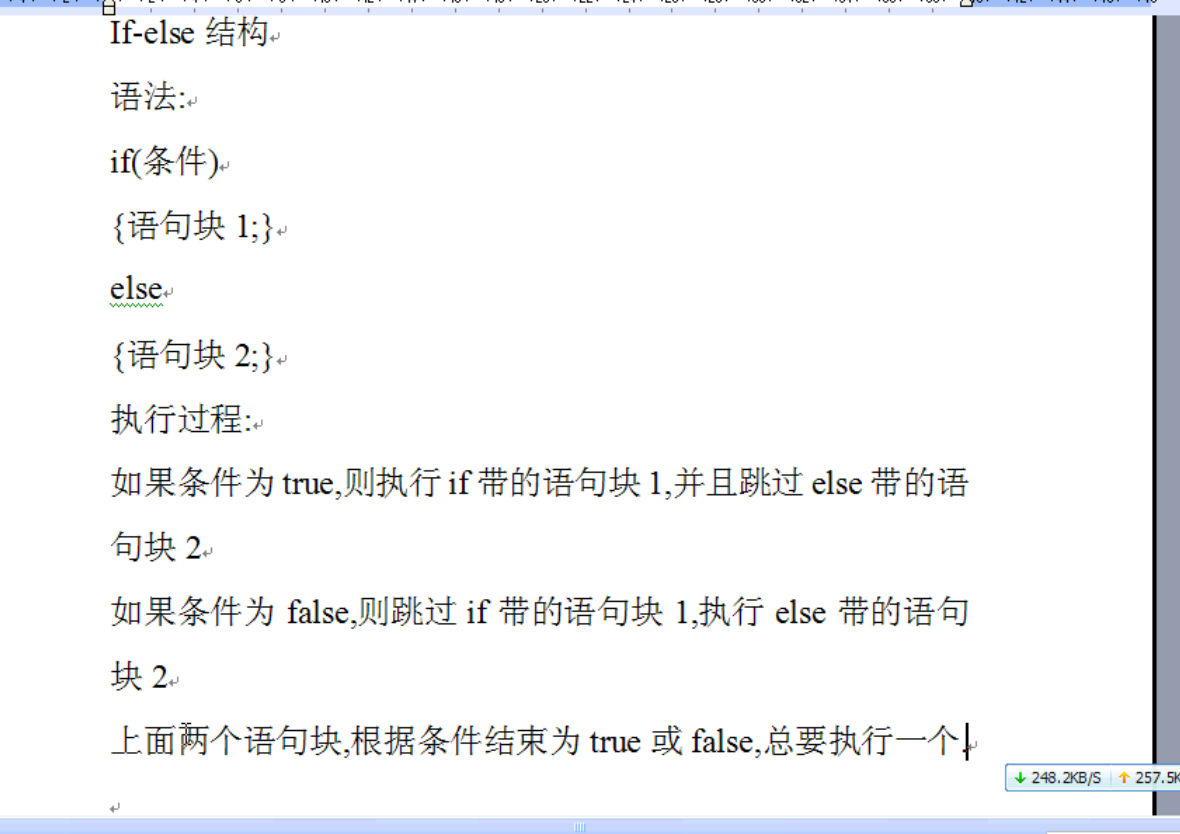 If-else 结构
语法:
if(条件)
{语句块 1;}
else
{语句块 2;}
执行过程:
如果条件为 true,则执行 if 带的语句块 1,并且跳过 else 带的语
句块 2
如果条件为 false,则跳过 if 带的语句块 1,执行 else 带的语句
块 2
上面两个语句块,根据条件结束为 true 或 false,总要执行一个.
248.2KB/S 257.5K